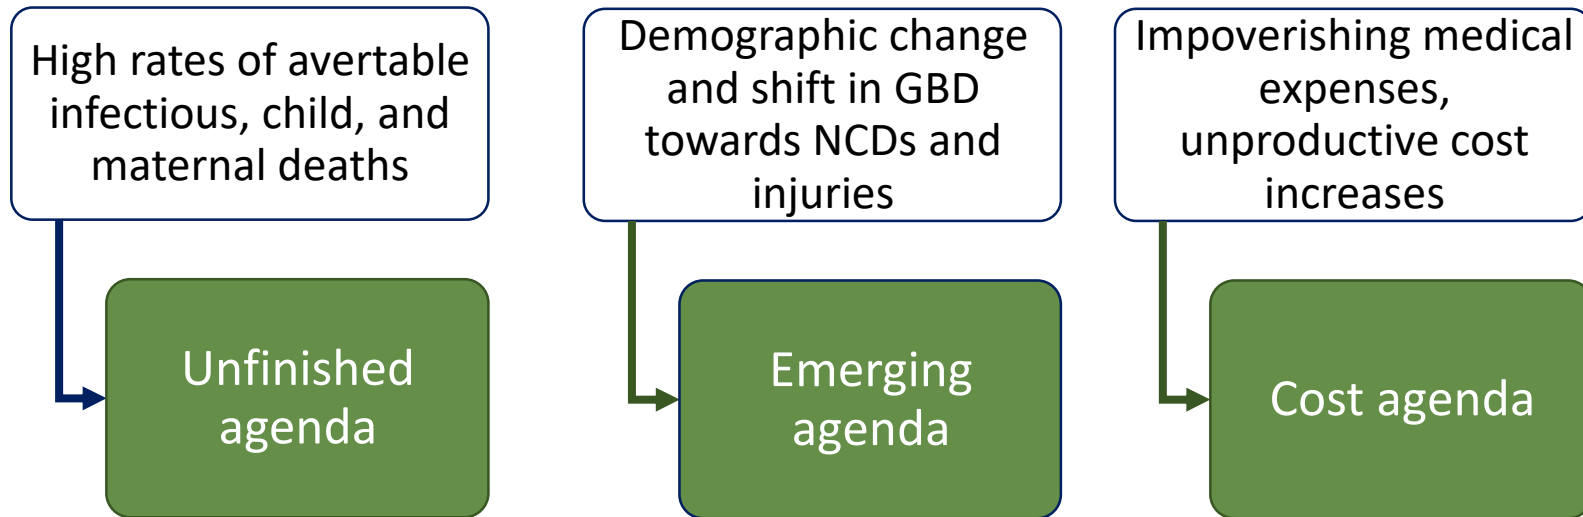 High rates of avertable
infectious, child, and
maternal deaths
Unfinished
agenda
Demographic change
and shift in GBD
towards NCDs and
injuries
Emerging
agenda
Impoverishing medical
expenses,
unproductive cost
increases
Cost agenda